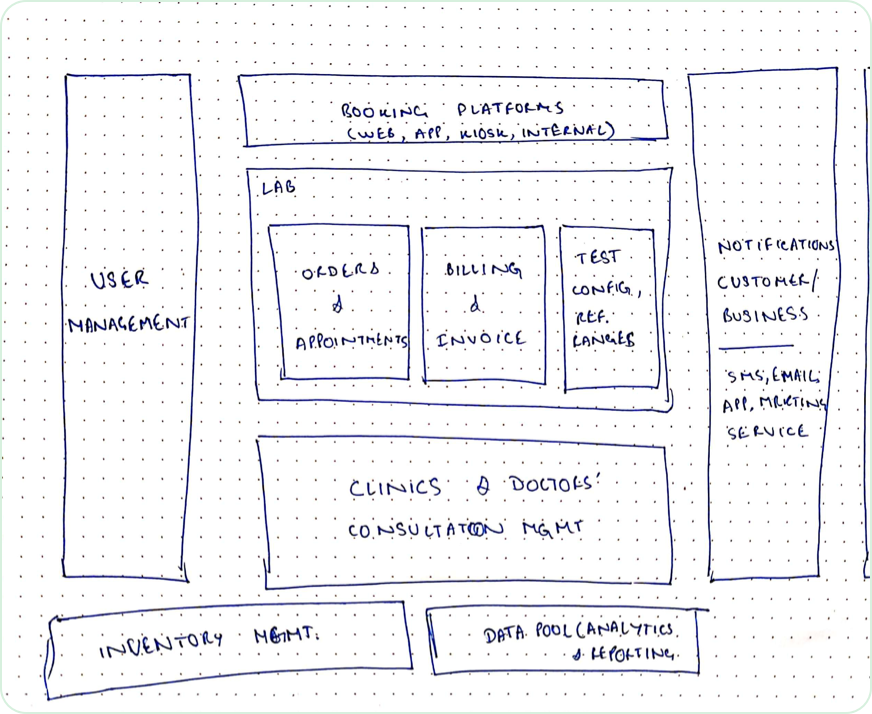 BOOKING PLATFORMS
(WEB, APP, KIOSK, INTERNAL)
USER
MANAGEMENT
LAB
ORDERS
&
APPOINTMENTS
BILLING
&
INVOICE
TEST
CONFIG,
REF.
RANGES
NOTIFICATIONS
CUSTOMER/
BUSINESS
SMS, EMAIL,
APP, MRKTING
SERVICE
CLINICS & DOCTORS'
CONSULTATION MGMT
INVENTORY MGMT.
DATA POOL (ANALYTICS
& REPORTING.